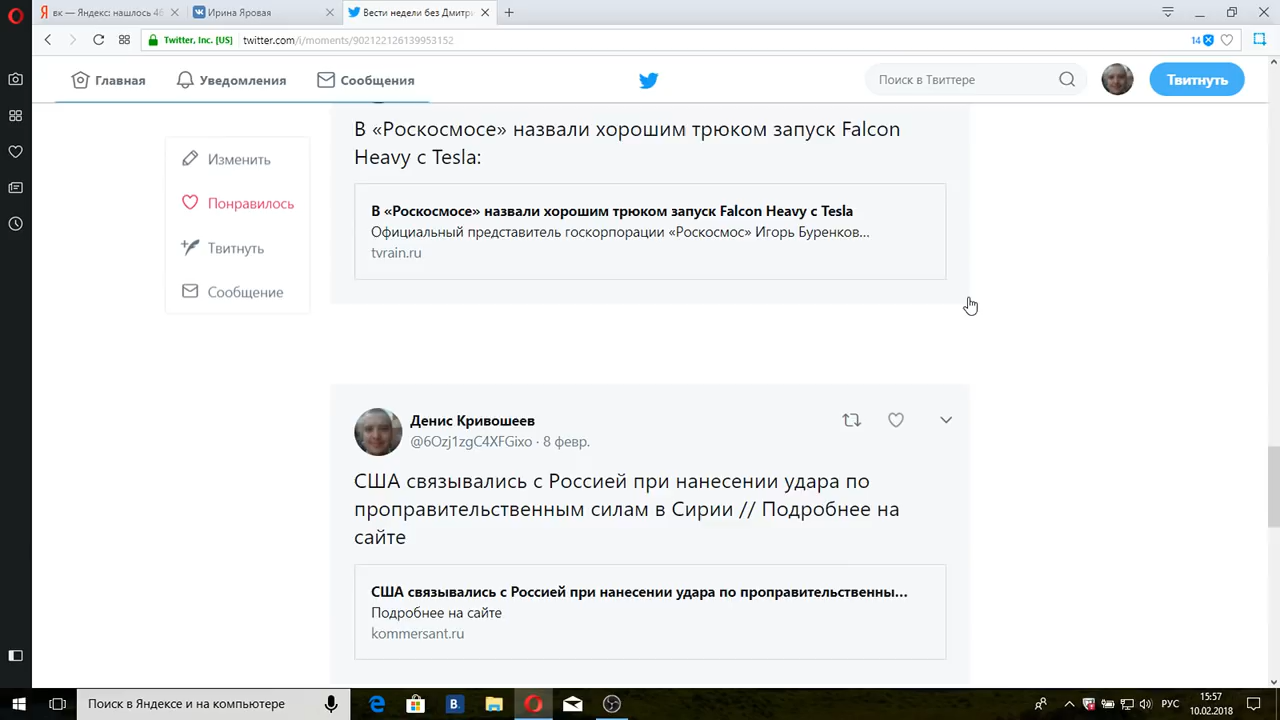 вк — Яндекс: нашлось 46
Ирина Яровая
Вести недели без Дмитри
Twitter, Inc. [US]
twitter.com/i/moments/902122126139953152
14
Главная
Уведомления
Сообщения
Поиск в Твиттере
Твитнуть
Изменить
Понравилось
Твитнуть
Сообщение
В «Роскосмосе» назвали хорошим трюком запуск Falcon
Heavy с Tesla:
В «Роскосмосе» назвали хорошим трюком запуск Falcon Heavy с Tesla
Официальный представитель госкорпорации «Роскосмос» Игорь Буренков...
tvrain.ru
Денис Кривошеев
@6Ozj1zgC4XFGixo · 8 февр.
США связывались с Россией при нанесении удара по
проправительственным силам в Сирии // Подробнее на
сайте
США связывались с Россией при нанесении удара по проправительственны...
Подробнее на сайте
kommersant.ru
Поиск в Яндексе и на компьютере
РУС
15:57
10.02.2018